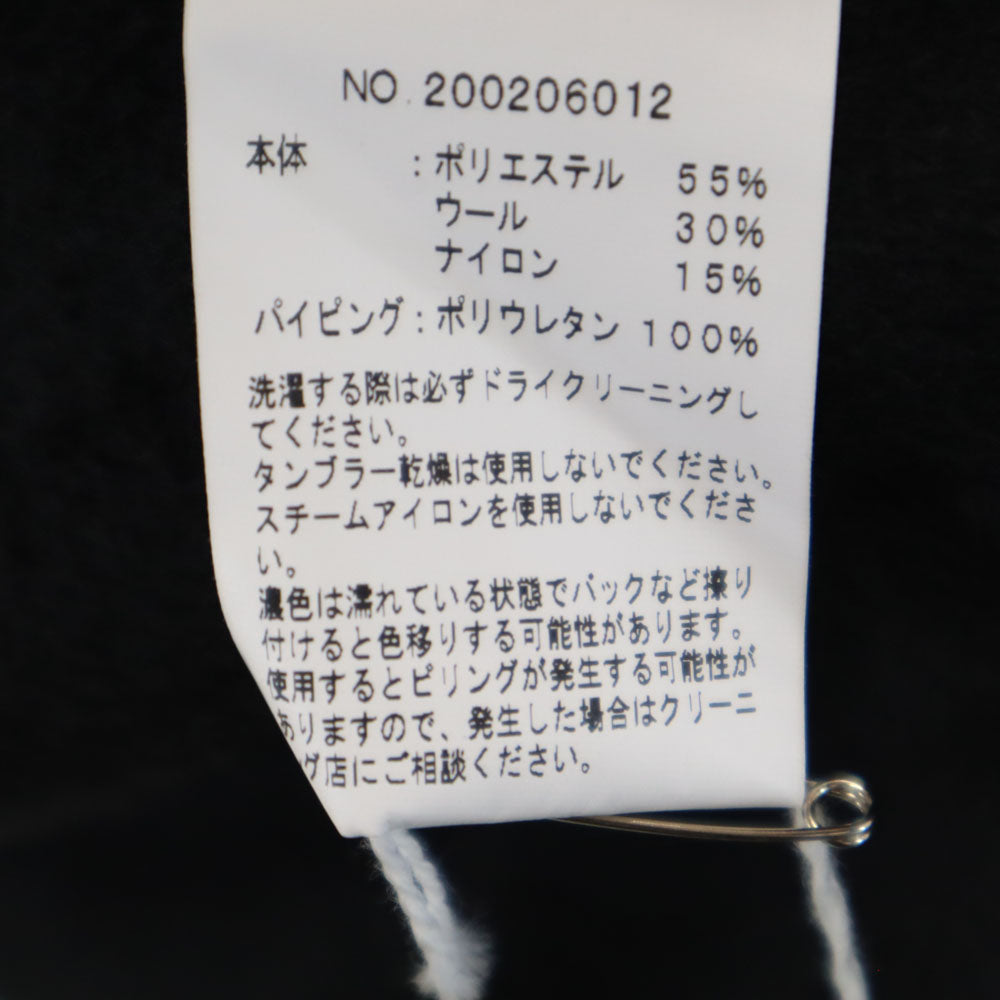 NO.200206012
本体 : ポリエステル 55%
ウール 30%
ナイロン 15%
パイピング : ポリウレタン 100%
洗濯する際は必ずドライクリーニングし
てください。
タンブラー乾燥は使用しないでください。
スチームアイロンを使用しないでくださ
い。
濃色は濡れている状態でバックなど擦り
付けると色移りする可能性があります。
使用するとピリングが発生する可能性が
ありますので、発生した場合はクリーニ
ング店にご相談ください。